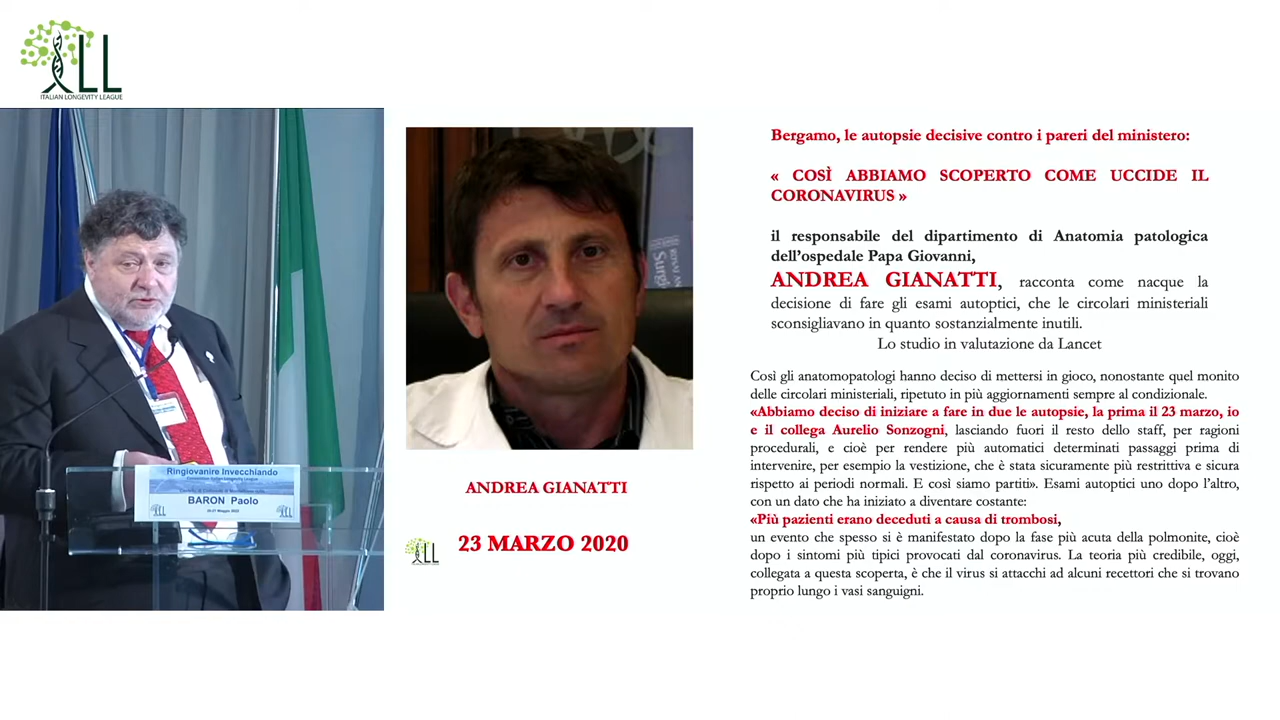 LL
ITALIAN LONGEVITY LEAGUE
Ringiovanire Invecchiando
BARON Paolo
20-21 Maggio 2022
ANDREA GIANATTI
23 MARZO 2020
LL
Bergamo, le autopsie decisive contro i pareri del ministero:
« COSÌ ABBIAMO SCOPERTO COME UCCIDE IL
CORONAVIRUS »
il responsabile del dipartimento di Anatomia patologica
dell’ospedale Papa Giovanni,
ANDREA GIANATTI, racconta come nacque la
decisione di fare gli esami autoptici, che le circolari ministeriali
sconsigliavano in quanto sostanzialmente inutili.
Lo studio in valutazione da Lancet
Così gli anatomopatologi hanno deciso di mettersi in gioco, nonostante quel monito
delle circolari ministeriali, ripetuto in più aggiornamenti sempre al condizionale.
«Abbiamo deciso di iniziare a fare in due le autopsie, la prima il 23 marzo, io
e il collega Aurelio Sonzogni, lasciando fuori il resto dello staff, per ragioni
procedurali, e cioè per rendere più automatici determinati passaggi prima di
intervenire, per esempio la vestizione, che è stata sicuramente più restrittiva e sicura
rispetto ai periodi normali. E così siamo partiti». Esami autoptici uno dopo l’altro,
con un dato che ha iniziato a diventare costante:
«Più pazienti erano deceduti a causa di trombosi,
un evento che spesso si è manifestato dopo la fase più acuta della polmonite, cioè
dopo i sintomi più tipici provocati dal coronavirus. La teoria più credibile, oggi,
collegata a questa scoperta, è che il virus si attacchi ad alcuni recettori che si trovano
proprio lungo i vasi sanguigni.